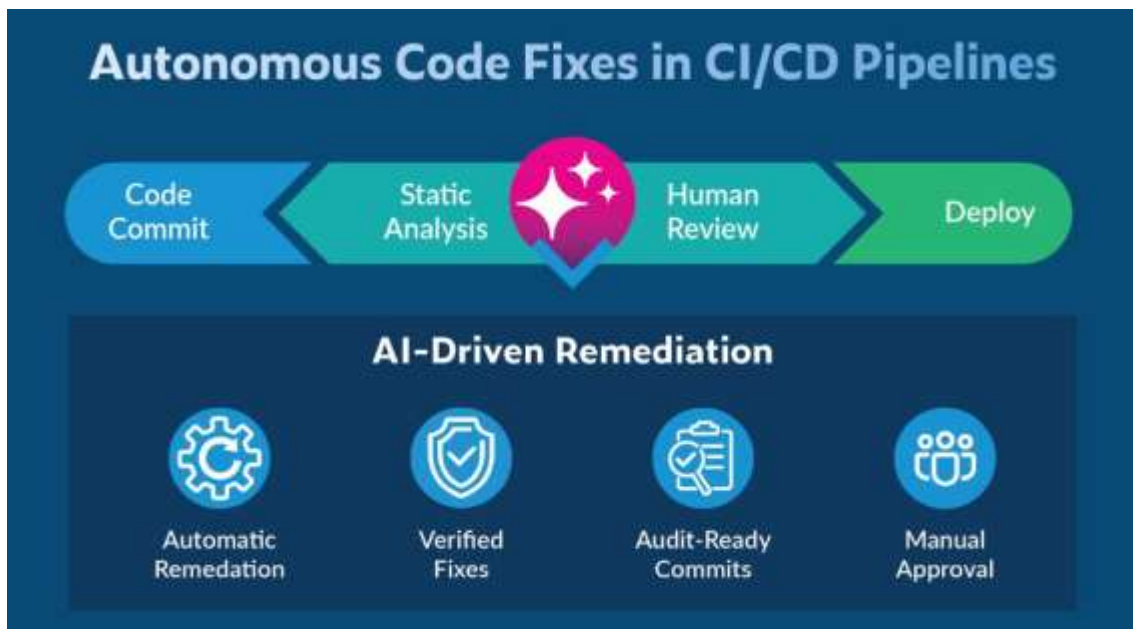 Autonomous Code Fixes in CI/CD Pipelines
Code
Commit
Static
Analysis
Human
Review
Deploy
AI-Driven Remediation
Automatic
Remedation
Verified
Fixes
Audit-Ready
Commits
Manual
Approval